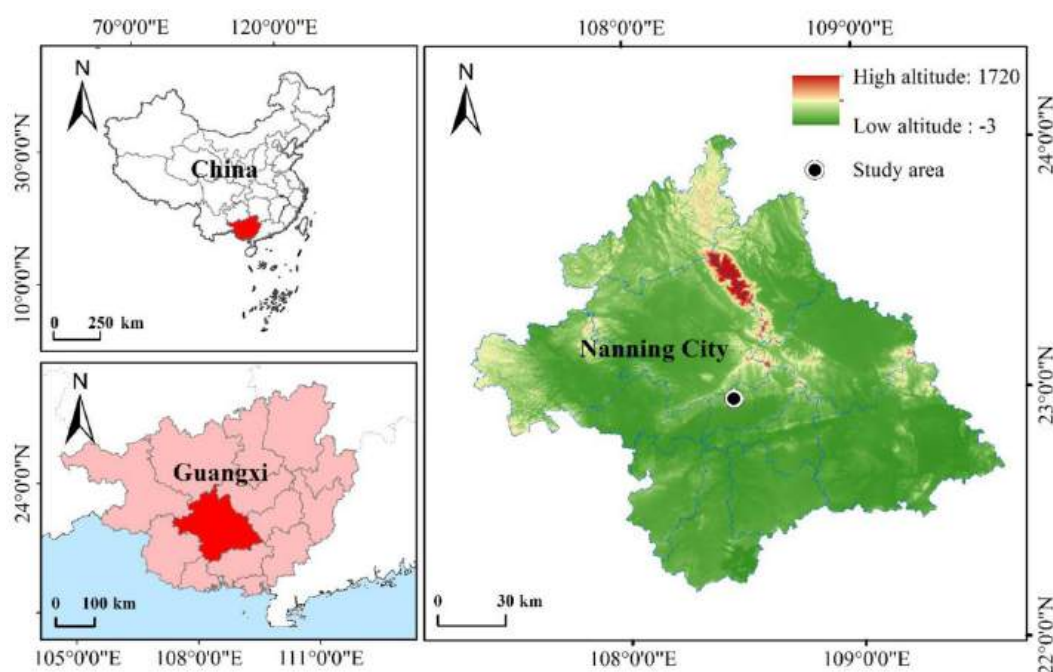 70°0'0"E
120°0'0"E
N
30°0'0"N
10°0'0"N
China
0 250 km
N
24°0'0"N
Guangxi
0 100 km
105°0'0"E
108°0'0"E
111°0'0"E
108°0'0"E
109°0'0"E
N
High altitude: 1720
Low altitude : -3
Study area
Nanning City
24°0'0"N
23°0'0"N
22°0'0"N
0 30 km
108°0'0"E
109°0'0"E